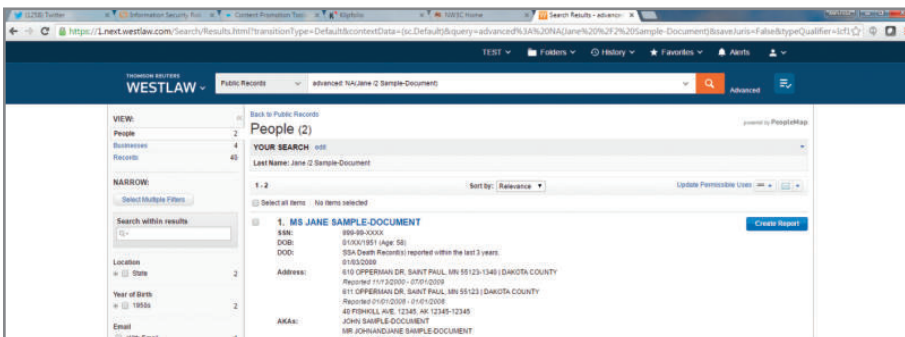 (1258) Twitter
Information Security
Content Promotion Tool
Klipfolio
NWSC Home
Search Results - advance
https://1.next.westlaw.com/Search/Results.html?transitionType=Default&contextData=(sc.Default)&query=advanced%3A%20NA(Jane%20%2F2%20Sample-Document)&saveJuris=False&typeQualifier=lcf1
TEST
Folders
History
Favorites
Alerts
THOMSON REUTERS
WESTLAW
Public Records
advanced: NA(Jane /2 Sample-Document)
Advanced
VIEW:
People 2
Businesses 4
Records 40
NARROW:
Select Multiple Filters
Search within results
Location
State 2
Year of Birth
1950s 2
Email
With Email
Back to Public Records
People (2)
powered by PeopleMap
YOUR SEARCH edit
Last Name: Jane /2 Sample-Document
1 - 2
Sort by: Relevance
Update Permissible Uses
Select all items
No items selected
1. MS JANE SAMPLE-DOCUMENT
Create Report
SSN: 899-99-XXXX
DOB: 01/XX/1951 (Age: 58)
DOD: SSA Death Record(s) reported within the last 3 years.
01/03/2009
Address: 610 OPPERMAN DR, SAINT PAUL, MN 55123-1340 | DAKOTA COUNTY
Reported 11/13/2000 - 07/01/2009
611 OPPERMAN DR, SAINT PAUL, MN 55123 | DAKOTA COUNTY
Reported 01/01/2008 - 01/01/2008
40 FISHKILL AVE, 12345, AK 12345-12345
AKAs: JOHN SAMPLE-DOCUMENT
MR JOHNANDJANE SAMPLE-DOCUMENT